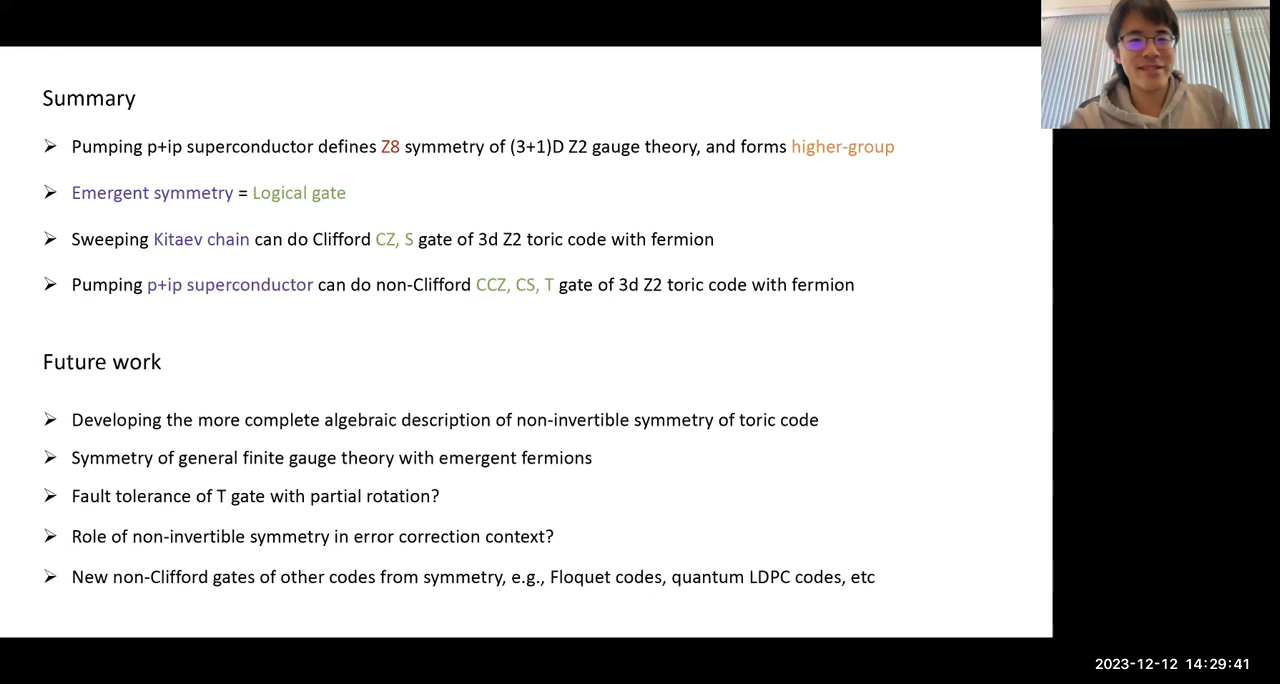 Summary
➢ Pumping p+ip superconductor defines Z8 symmetry of (3+1)D Z2 gauge theory, and forms higher-group
➢ Emergent symmetry = Logical gate
➢ Sweeping Kitaev chain can do Clifford CZ, S gate of 3d Z2 toric code with fermion
➢ Pumping p+ip superconductor can do non-Clifford CCZ, CS, T gate of 3d Z2 toric code with fermion
Future work
➢ Developing the more complete algebraic description of non-invertible symmetry of toric code
➢ Symmetry of general finite gauge theory with emergent fermions
➢ Fault tolerance of T gate with partial rotation?
➢ Role of non-invertible symmetry in error correction context?
➢ New non-Clifford gates of other codes from symmetry, e.g., Floquet codes, quantum LDPC codes, etc
2023-12-12 14:29:41